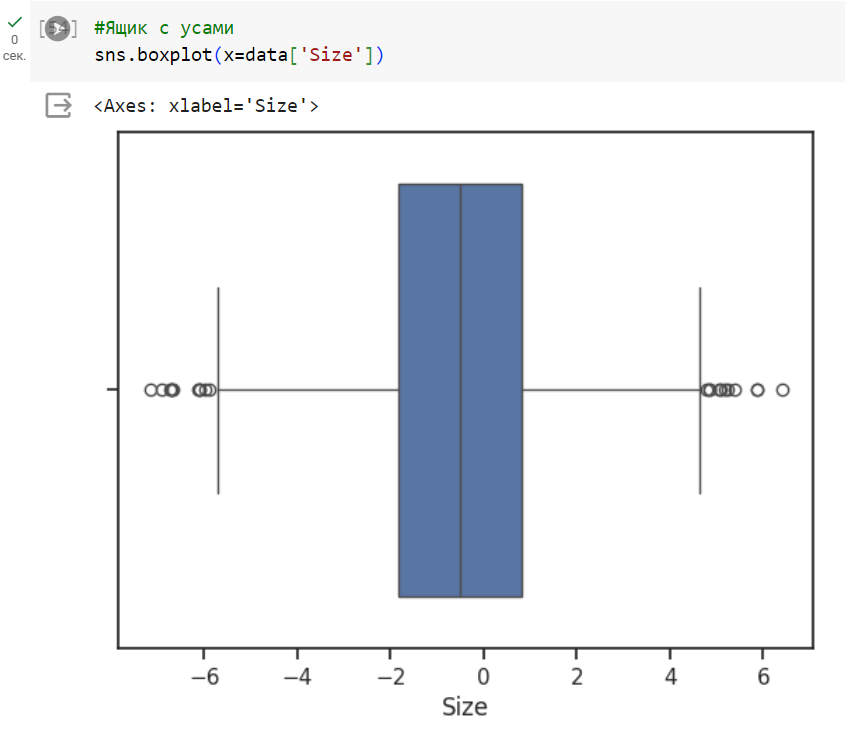 #Ящик с усами
0
сек.
sns.boxplot(x=data['Size'])
<Axes: xlabel='Size'>
−6 −4 −2 0 2 4 6
Size